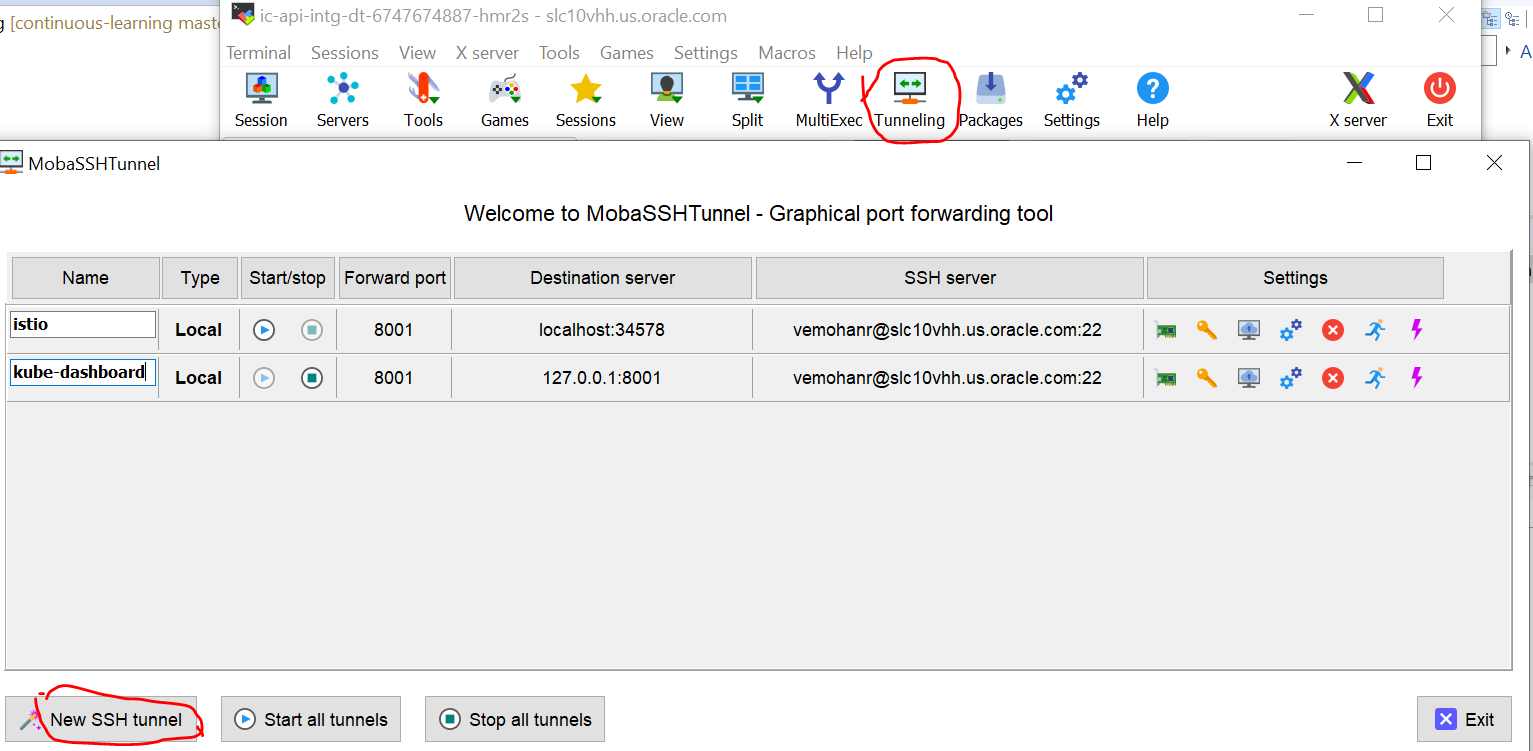 g [continuous-learning maste
ic-api-intg-dt-6747674887-hmr2s - slc10vhh.us.oracle.com
Terminal Sessions View X server Tools Games Settings Macros Help
Session Servers Tools Games Sessions View Split MultiExec Tunneling Packages Settings Help X server Exit
MobaSSHTunnel
Welcome to MobaSSHTunnel - Graphical port forwarding tool
Name Type Start/stop Forward port Destination server SSH server Settings
istio Local 8001 localhost:34578 vemohanr@slc10vhh.us.oracle.com:22
kube-dashboard Local 8001 127.0.0.1:8001 vemohanr@slc10vhh.us.oracle.com:22
New SSH tunnel Start all tunnels Stop all tunnels Exit